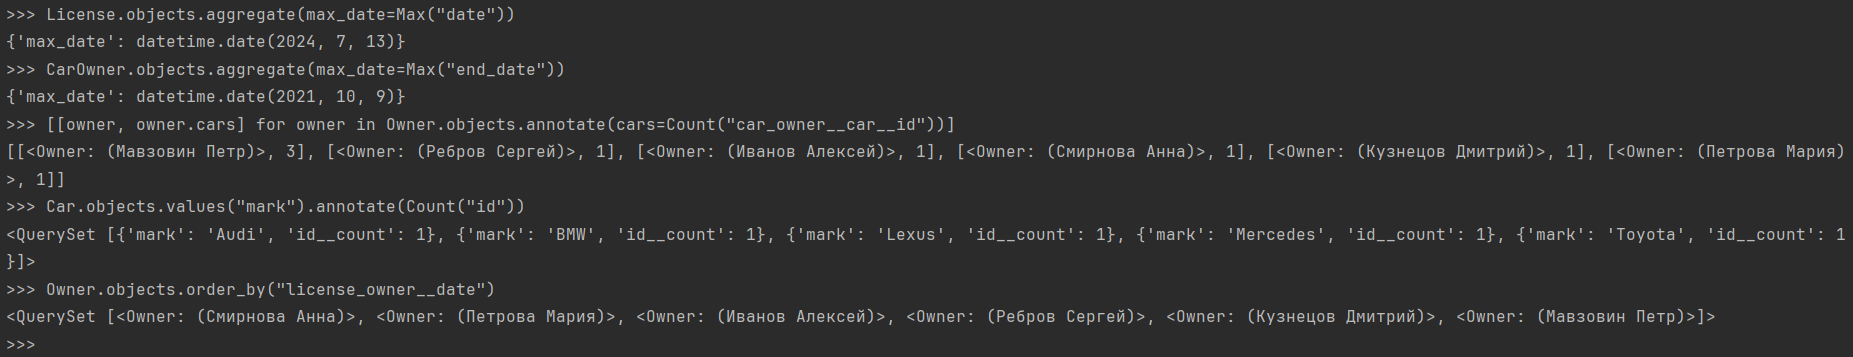 >>> License.objects.aggregate(max_date=Max("date"))
{'max_date': datetime.date(2024, 7, 13)}
>>> CarOwner.objects.aggregate(max_date=Max("end_date"))
{'max_date': datetime.date(2021, 10, 9)}
>>> [[owner, owner.cars] for owner in Owner.objects.annotate(cars=Count("car_owner__car__id"))]
[[<Owner: (Мавзовин Петр)>, 3], [<Owner: (Ребров Сергей)>, 1], [<Owner: (Иванов Алексей)>, 1], [<Owner: (Смирнова Анна)>, 1], [<Owner: (Кузнецов Дмитрий)>, 1], [<Owner: (Петрова Мария)
>, 1]]
>>> Car.objects.values("mark").annotate(Count("id"))
<QuerySet [{'mark': 'Audi', 'id__count': 1}, {'mark': 'BMW', 'id__count': 1}, {'mark': 'Lexus', 'id__count': 1}, {'mark': 'Mercedes', 'id__count': 1}, {'mark': 'Toyota', 'id__count': 1
}]>
>>> Owner.objects.order_by("license_owner__date")
<QuerySet [<Owner: (Смирнова Анна)>, <Owner: (Петрова Мария)>, <Owner: (Иванов Алексей)>, <Owner: (Ребров Сергей)>, <Owner: (Кузнецов Дмитрий)>, <Owner: (Мавзовин Петр)>]>
>>>